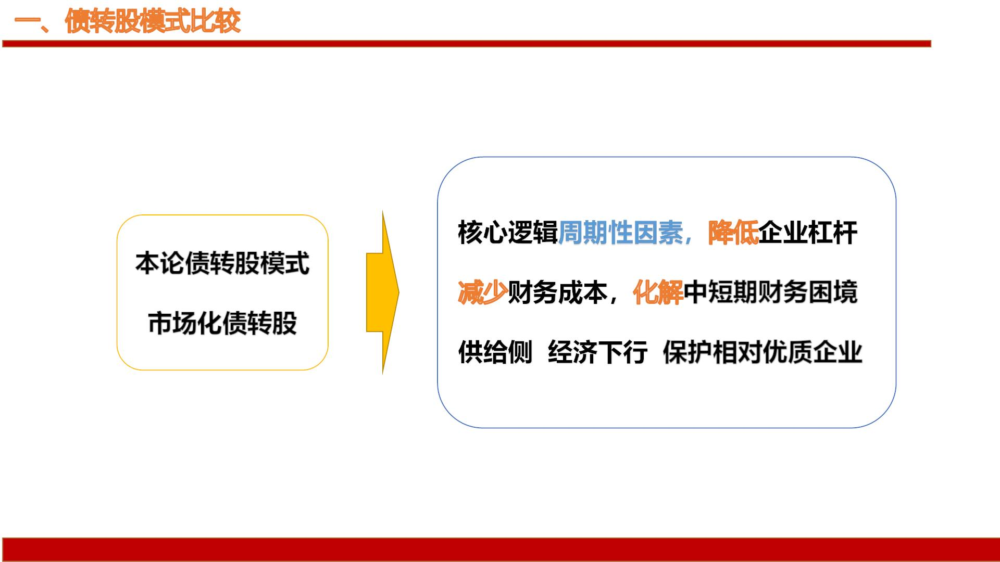 一、债转股模式比较
本论债转股模式
市场化债转股
核心逻辑周期性因素，降低企业杠杆
减少财务成本，化解中短期财务困境
供给侧 经济下行 保护相对优质企业